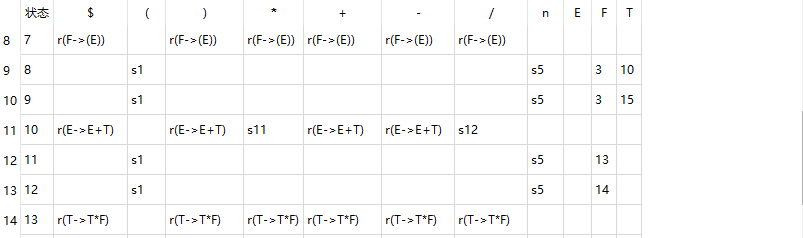 状态 $ ( ) * + - / n E F T
8 7 r(F->(E)) r(F->(E)) r(F->(E)) r(F->(E)) r(F->(E)) r(F->(E))
9 8 s1 s5 3 10
10 9 s1 s5 3 15
11 10 r(E->E+T) r(E->E+T) s11 r(E->E+T) r(E->E+T) s12
12 11 s1 s5 13
13 12 s1 s5 14
14 13 r(T->T*F) r(T->T*F) r(T->T*F) r(T->T*F) r(T->T*F) r(T->T*F)